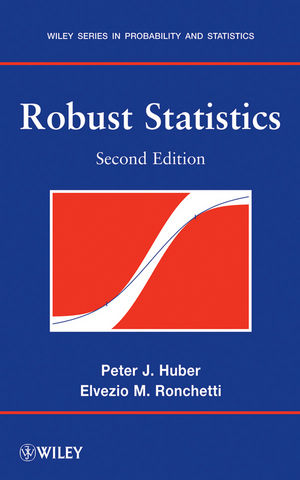 WILEY SERIES IN PROBABILITY AND STATISTICS
Robust Statistics
Second Edition
Peter J. Huber
Elvezio M. Ronchetti
WILEY